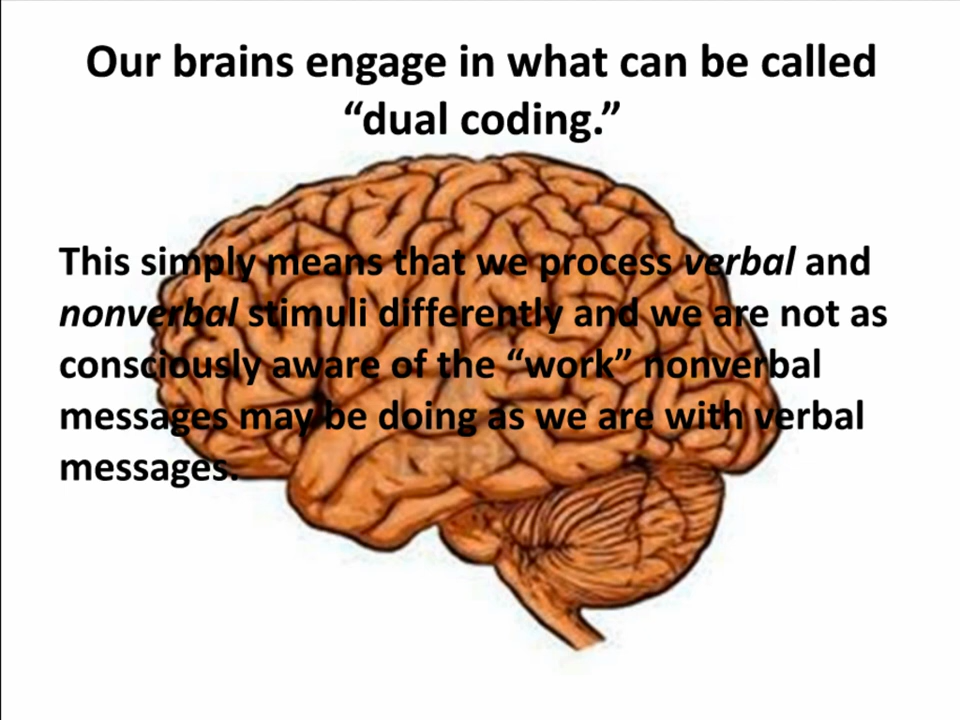 Our brains engage in what can be called
“dual coding.”
This simply means that we process verbal and
nonverbal stimuli differently and we are not as
consciously aware of the “work” nonverbal
messages may be doing as we are with verbal
messages.